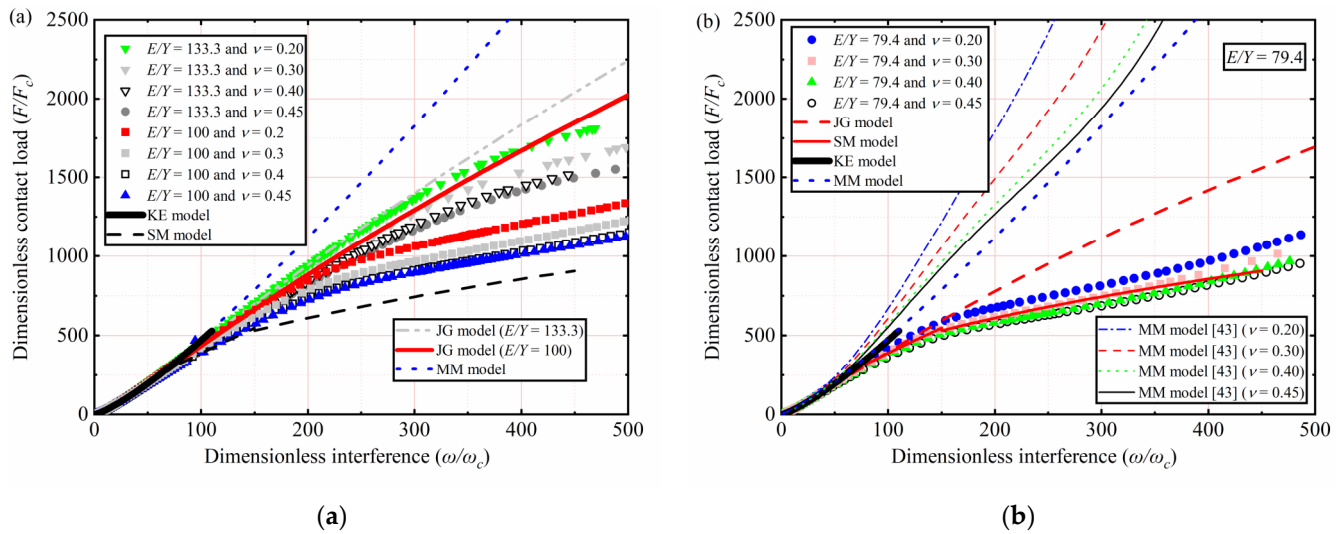 (a)
2500
2000
1500
1000
500
0
Dimensionless contact load (F/Fc)
E/Y = 133.3 and ν = 0.20
E/Y = 133.3 and ν = 0.30
E/Y = 133.3 and ν = 0.40
E/Y = 133.3 and ν = 0.45
E/Y = 100 and ν = 0.2
E/Y = 100 and ν = 0.3
E/Y = 100 and ν = 0.4
E/Y = 100 and ν = 0.45
KE model
SM model
JG model (E/Y = 133.3)
JG model (E/Y = 100)
MM model
0 100 200 300 400 500
Dimensionless interference (ω/ωc)
(a)
(b)
2500
2000
1500
1000
500
0
Dimensionless contact load (F/Fc)
E/Y = 79.4 and ν = 0.20
E/Y = 79.4 and ν = 0.30
E/Y = 79.4 and ν = 0.40
E/Y = 79.4 and ν = 0.45
JG model
SM model
KE model
MM model
E/Y = 79.4
MM model [43] (ν = 0.20)
MM model [43] (ν = 0.30)
MM model [43] (ν = 0.40)
MM model [43] (ν = 0.45)
0 100 200 300 400 500
Dimensionless interference (ω/ωc)
(b)